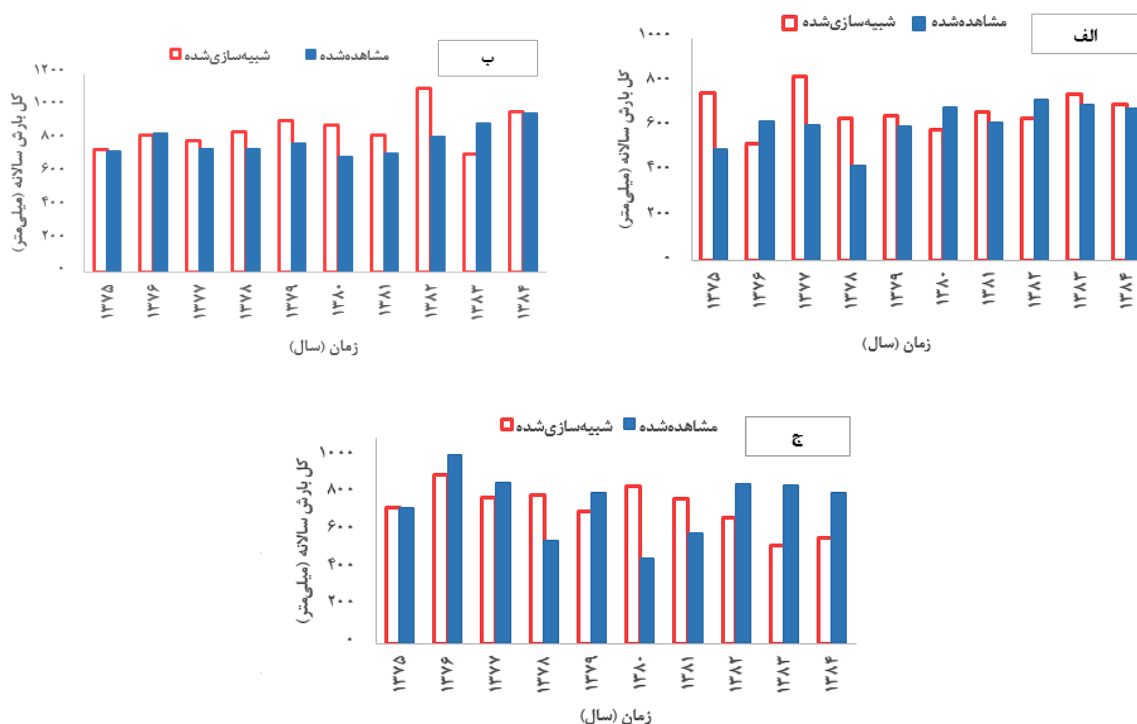 الف
شبیه‌سازی‌شده مشاهده‌شده
کل بارش سالانه (میلی‌متر)
۱۰۰۰
۸۰۰
۶۰۰
۴۰۰
۲۰۰
۰
۱۳۷۵ ۱۳۷۶ ۱۳۷۷ ۱۳۷۸ ۱۳۷۹ ۱۳۸۰ ۱۳۸۱ ۱۳۸۲ ۱۳۸۳ ۱۳۸۴
زمان (سال)
ب
شبیه‌سازی‌شده مشاهده‌شده
کل بارش سالانه (میلی‌متر)
۱۲۰۰
۱۰۰۰
۸۰۰
۶۰۰
۴۰۰
۲۰۰
۰
۱۳۷۵ ۱۳۷۶ ۱۳۷۷ ۱۳۷۸ ۱۳۷۹ ۱۳۸۰ ۱۳۸۱ ۱۳۸۲ ۱۳۸۳ ۱۳۸۴
زمان (سال)
ج
شبیه‌سازی‌شده مشاهده‌شده
کل بارش سالانه (میلی‌متر)
۱۰۰۰
۸۰۰
۶۰۰
۴۰۰
۲۰۰
۰
۱۳۷۵ ۱۳۷۶ ۱۳۷۷ ۱۳۷۸ ۱۳۷۹ ۱۳۸۰ ۱۳۸۱ ۱۳۸۲ ۱۳۸۳ ۱۳۸۴
زمان (سال)